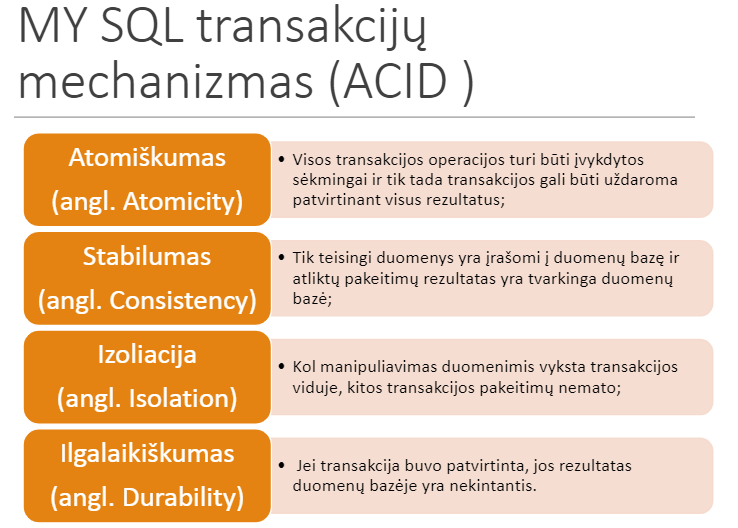 MY SQL transakcijų
mechanizmas (ACID )
Atomiškumas
(angl. Atomicity)
• Visos transakcijos operacijos turi būti įvykdytos
sėkmingai ir tik tada transakcijos gali būti uždaroma
patvirtinant visus rezultatus;
Stabilumas
(angl. Consistency)
• Tik teisingi duomenys yra įrašomi į duomenų bazę ir
atliktų pakeitimų rezultatas yra tvarkinga duomenų
bazė;
Izoliacija
(angl. Isolation)
• Kol manipuliavimas duomenimis vyksta transakcijos
viduje, kitos transakcijos pakeitimų nemato;
Ilgalaikiškumas
(angl. Durability)
• Jei transakcija buvo patvirtinta, jos rezultatas
duomenų bazėje yra nekintantis.